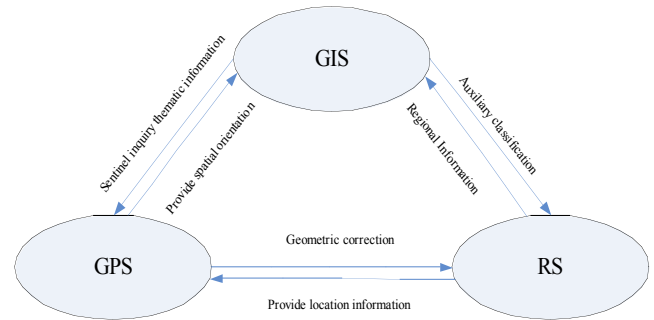 GIS
Sentinel inquiry thematic information
Provide spatial orientation
Regional Information
Auxiliary classification
GPS
Geometric correction
RS
Provide location information